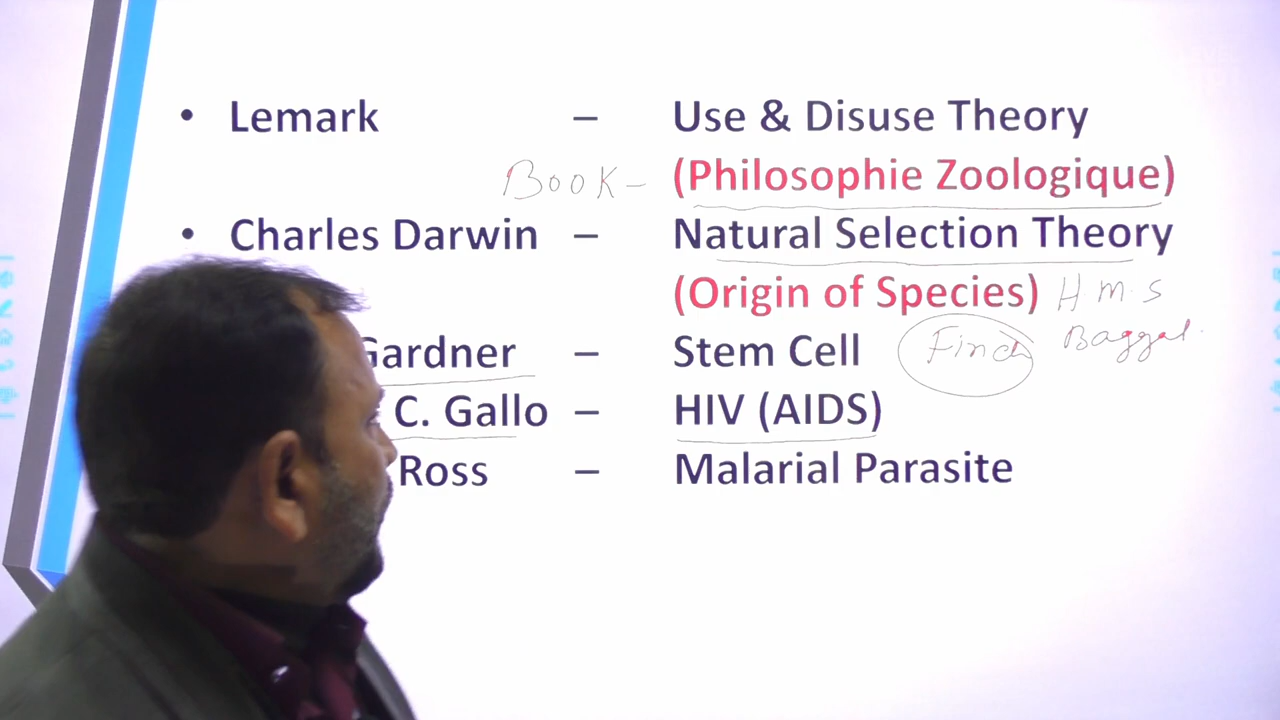 • Lemark – Use & Disuse Theory
Book – (Philosophie Zoologique)
• Charles Darwin – Natural Selection Theory
(Origin of Species) H.M.S
Baggal
Gardner – Stem Cell Finch
C. Gallo – HIV (AIDS)
Ross – Malarial Parasite